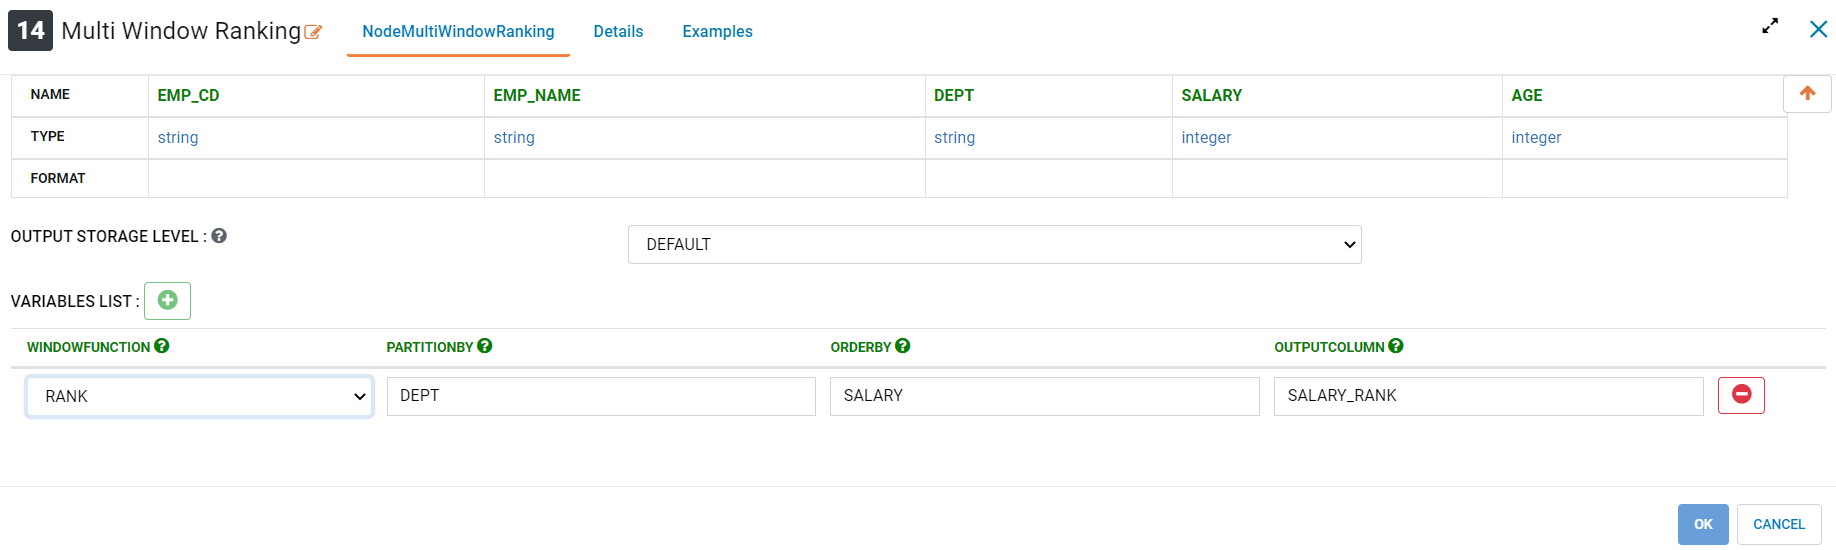 14 Multi Window Ranking NodeMultiWindowRanking Details Examples
NAME EMP_CD EMP_NAME DEPT SALARY AGE
TYPE string string string integer integer
FORMAT
OUTPUT STORAGE LEVEL : ? DEFAULT
VARIABLES LIST :
WINDOWFUNCTION ? PARTITIONBY ? ORDERBY ? OUTPUTCOLUMN ?
RANK DEPT SALARY SALARY_RANK
OK CANCEL